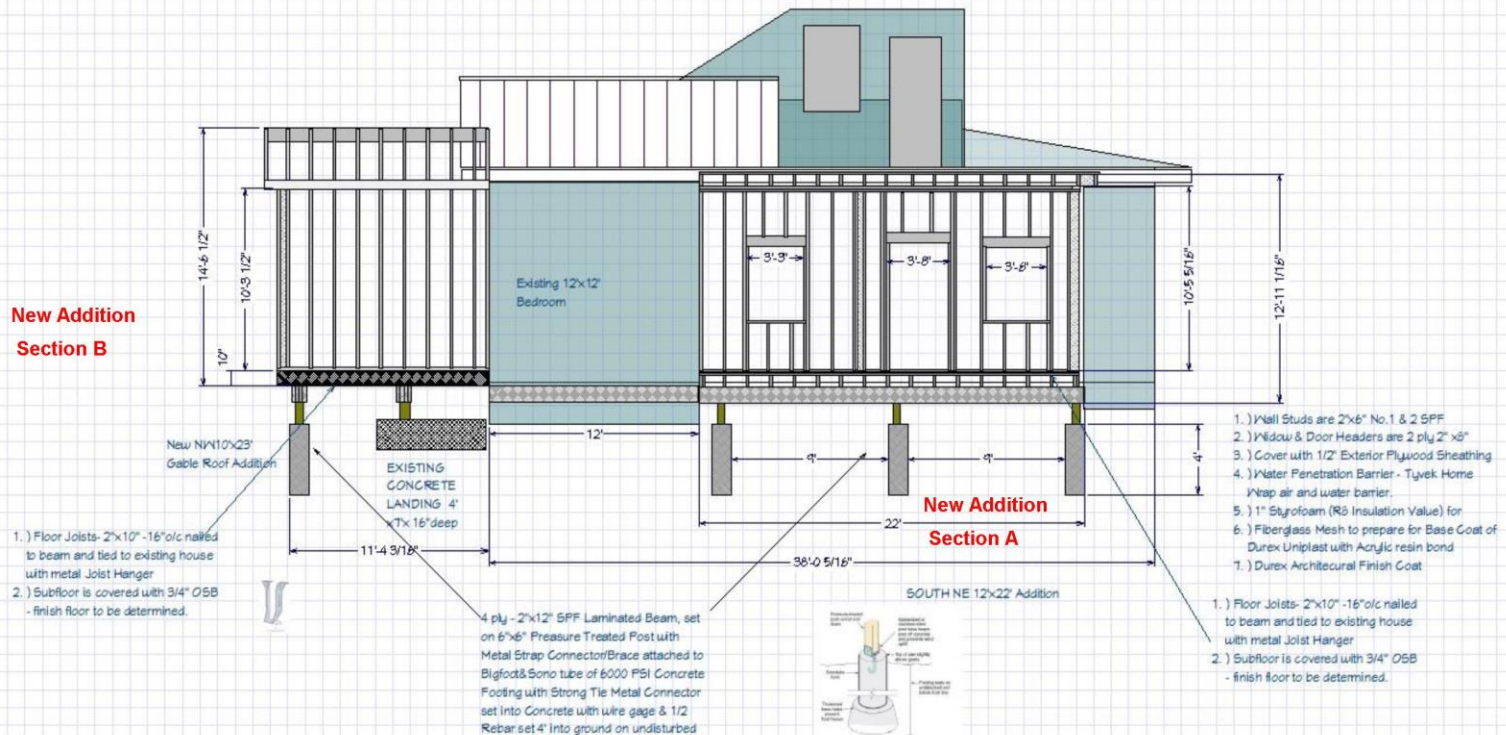 14'-6 1/2"
10'-3 1/2"
10"
New Addition
Section B
Existing 12'x12'
Bedroom
3'-3"
3'-8"
3'-6"
10'-5 5/16"
12'-11 1/16"
New NW10'x23'
Gable Roof Addition
EXISTING
CONCRETE
LANDING 4'
x7'x 16"deep
12'
9'
9'
4'
New Addition
Section A
22'
11'-4 3/16"
38'-0 5/16"
1. ) Floor Joists- 2"x10" -16"o/c nailed
to beam and tied to existing house
with metal Joist Hanger
2. ) Subfloor is covered with 3/4" OSB
- finish floor to be determined.
4 ply - 2"x12" SPF Laminated Beam, set
on 6"x6" Preasure Treated Post with
Metal Strap Connector/Brace attached to
Bigfoot&Sono tube of 6000 PSI Concrete
Footing with Strong Tie Metal Connector
set into Concrete with wire gage & 1/2
Rebar set 4' into ground on undisturbed
SOUTH NE 12'x22' Addition
1. ) Wall Studs are 2"x6" No.1 & 2 SPF
2. ) Widow & Door Headers are 2 ply 2" x8"
3. ) Cover with 1/2" Exterior Plywood Sheathing
4. ) Water Penetration Barrier - Tyvek Home
Wrap air and water barrier.
5. ) 1" Styrofoam (R5 Insulation Value) for
6. ) Fiberglass Mesh to prepare for Base Coat of
Durex Uniplast with Acrylic resin bond
7. ) Durex Architecural Finish Coat
1. ) Floor Joists- 2"x10" -16"o/c nailed
to beam and tied to existing house
with metal Joist Hanger
2. ) Subfloor is covered with 3/4" OSB
- finish floor to be determined.